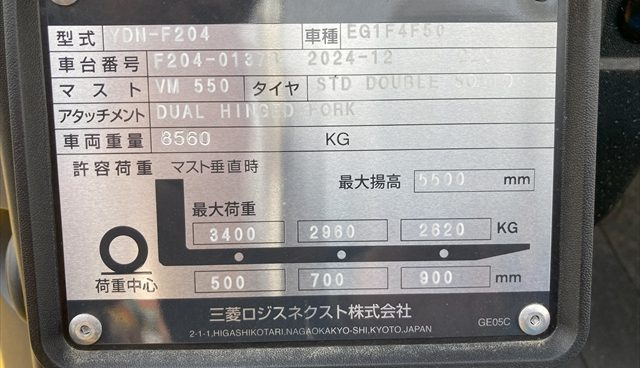 型式 YDN-F204 車種 EG1F4F50
車台番号 2024-12
マスト VM 550 タイヤ STD DOUBLE
アタッチメント DUAL HINGED FORK
車両重量 8560 KG
許容荷重 マスト垂直時
最大揚高 5500 mm
最大荷重
3400 2960 2620 KG
荷重中心 500 700 900 mm
三菱ロジスネクスト株式会社
2-1-1,HIGASHIKOTARI,NAGAOKAKYO-SHI,KYOTO,JAPAN GE05C